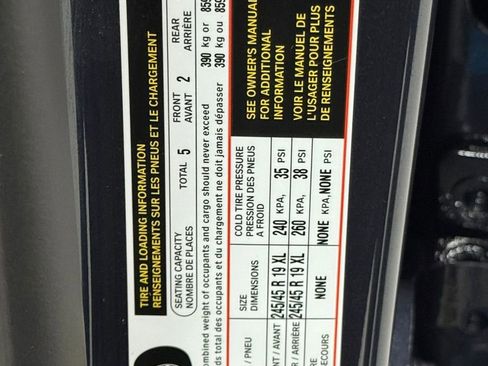 TIRE AND LOADING INFORMATION
RENSEIGNEMENTS SUR LES PNEUS ET LE CHARGEMENT
SEATING CAPACITY TOTAL 5 FRONT 2 REAR
NOMBRE DE PLACES AVANT ARRIÈRE
ombined weight of occupants and cargo should never exceed 390 kg or 859
ds total des occupants et du chargement ne doit jamais dépasser 390 kg ou 859
/ PNEU SIZE COLD TIRE PRESSURE
DIMENSIONS PRESSION DES PNEUS
A FROID
/ AVANT 245/45 R 19 XL 240 KPA, 35 PSI
/ ARRIÈRE 245/45 R 19 XL 260 KPA, 38 PSI
SECOURS NONE NONE KPA, NONE PSI
SEE OWNER'S MANUAL
FOR ADDITIONAL
INFORMATION
VOIR LE MANUEL DE
L'USAGER POUR PLUS
DE RENSEIGNEMENTS